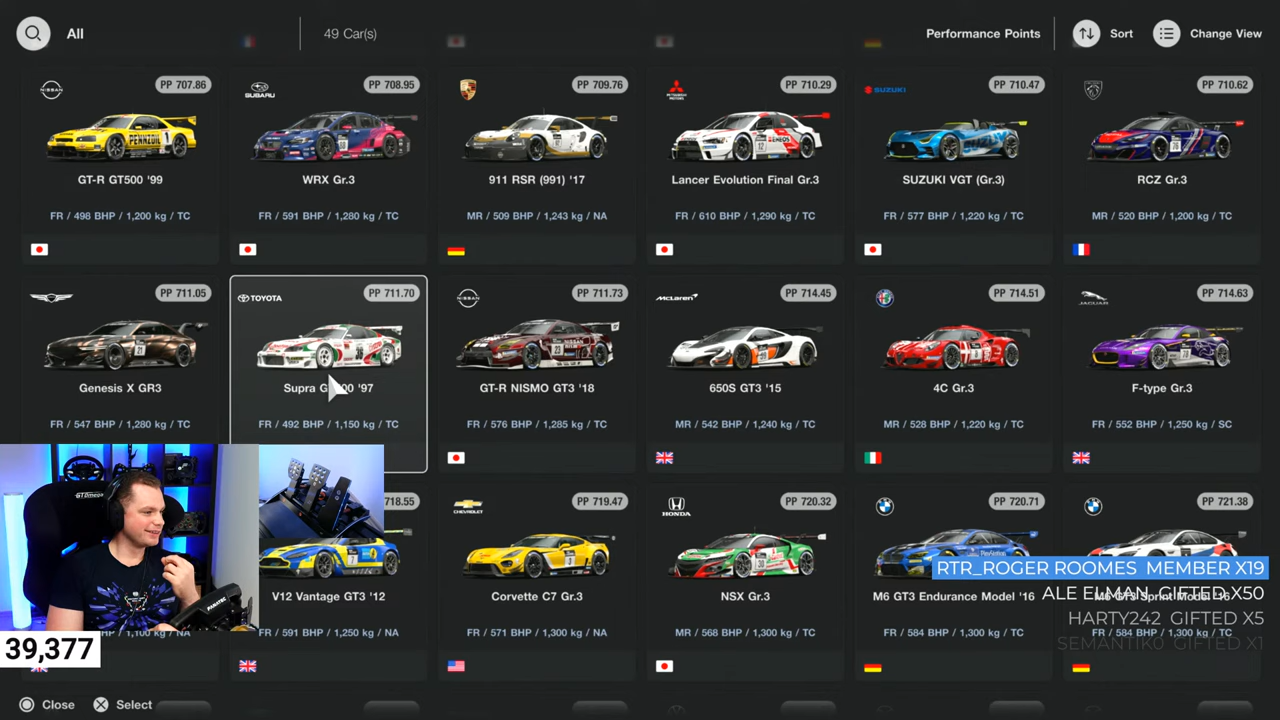 All
49 Car(s)
Performance Points
Sort
Change View
PP 707.86
GT-R GT500 '99
FR / 498 BHP / 1,200 kg / TC
SUBARU
PP 708.95
WRX Gr.3
FR / 591 BHP / 1,280 kg / TC
PP 709.76
911 RSR (991) '17
MR / 509 BHP / 1,243 kg / NA
MITSUBISHI MOTORS
PP 710.29
Lancer Evolution Final Gr.3
FR / 610 BHP / 1,290 kg / TC
SUZUKI
PP 710.47
SUZUKI VGT (Gr.3)
FR / 577 BHP / 1,220 kg / TC
PP 710.62
RCZ Gr.3
MR / 520 BHP / 1,200 kg / TC
PENNZOIL
PP 711.05
Genesis X GR3
FR / 547 BHP / 1,280 kg / TC
TOYOTA
PP 711.70
Supra G 00 '97
FR / 492 BHP / 1,150 kg / TC
PP 711.73
GT-R NISMO GT3 '18
FR / 576 BHP / 1,285 kg / TC
McLaren
PP 714.45
650S GT3 '15
MR / 542 BHP / 1,240 kg / TC
PP 714.51
4C Gr.3
MR / 528 BHP / 1,220 kg / TC
JAGUAR
PP 714.63
F-type Gr.3
FR / 552 BHP / 1,250 kg / SC
718.55
V12 Vantage GT3 '12
FR / 591 BHP / 1,250 kg / NA
CHEVROLET
PP 719.47
Corvette C7 Gr.3
FR / 571 BHP / 1,300 kg / NA
HONDA
PP 720.32
NSX Gr.3
MR / 568 BHP / 1,300 kg / TC
PP 720.71
M6 GT3 Endurance Model '16
FR / 584 BHP / 1,300 kg / TC
PP 721.38
FR / 584 BHP / 1,300 kg / TC
RTR_ROGER ROOMES MEMBER X19
ALE ELMAN GIFTED X50
HARTY242 GIFTED X5
SEMANTIK0 GIFTED X1
GTOmega
FANATEC
39,377
Close
Select